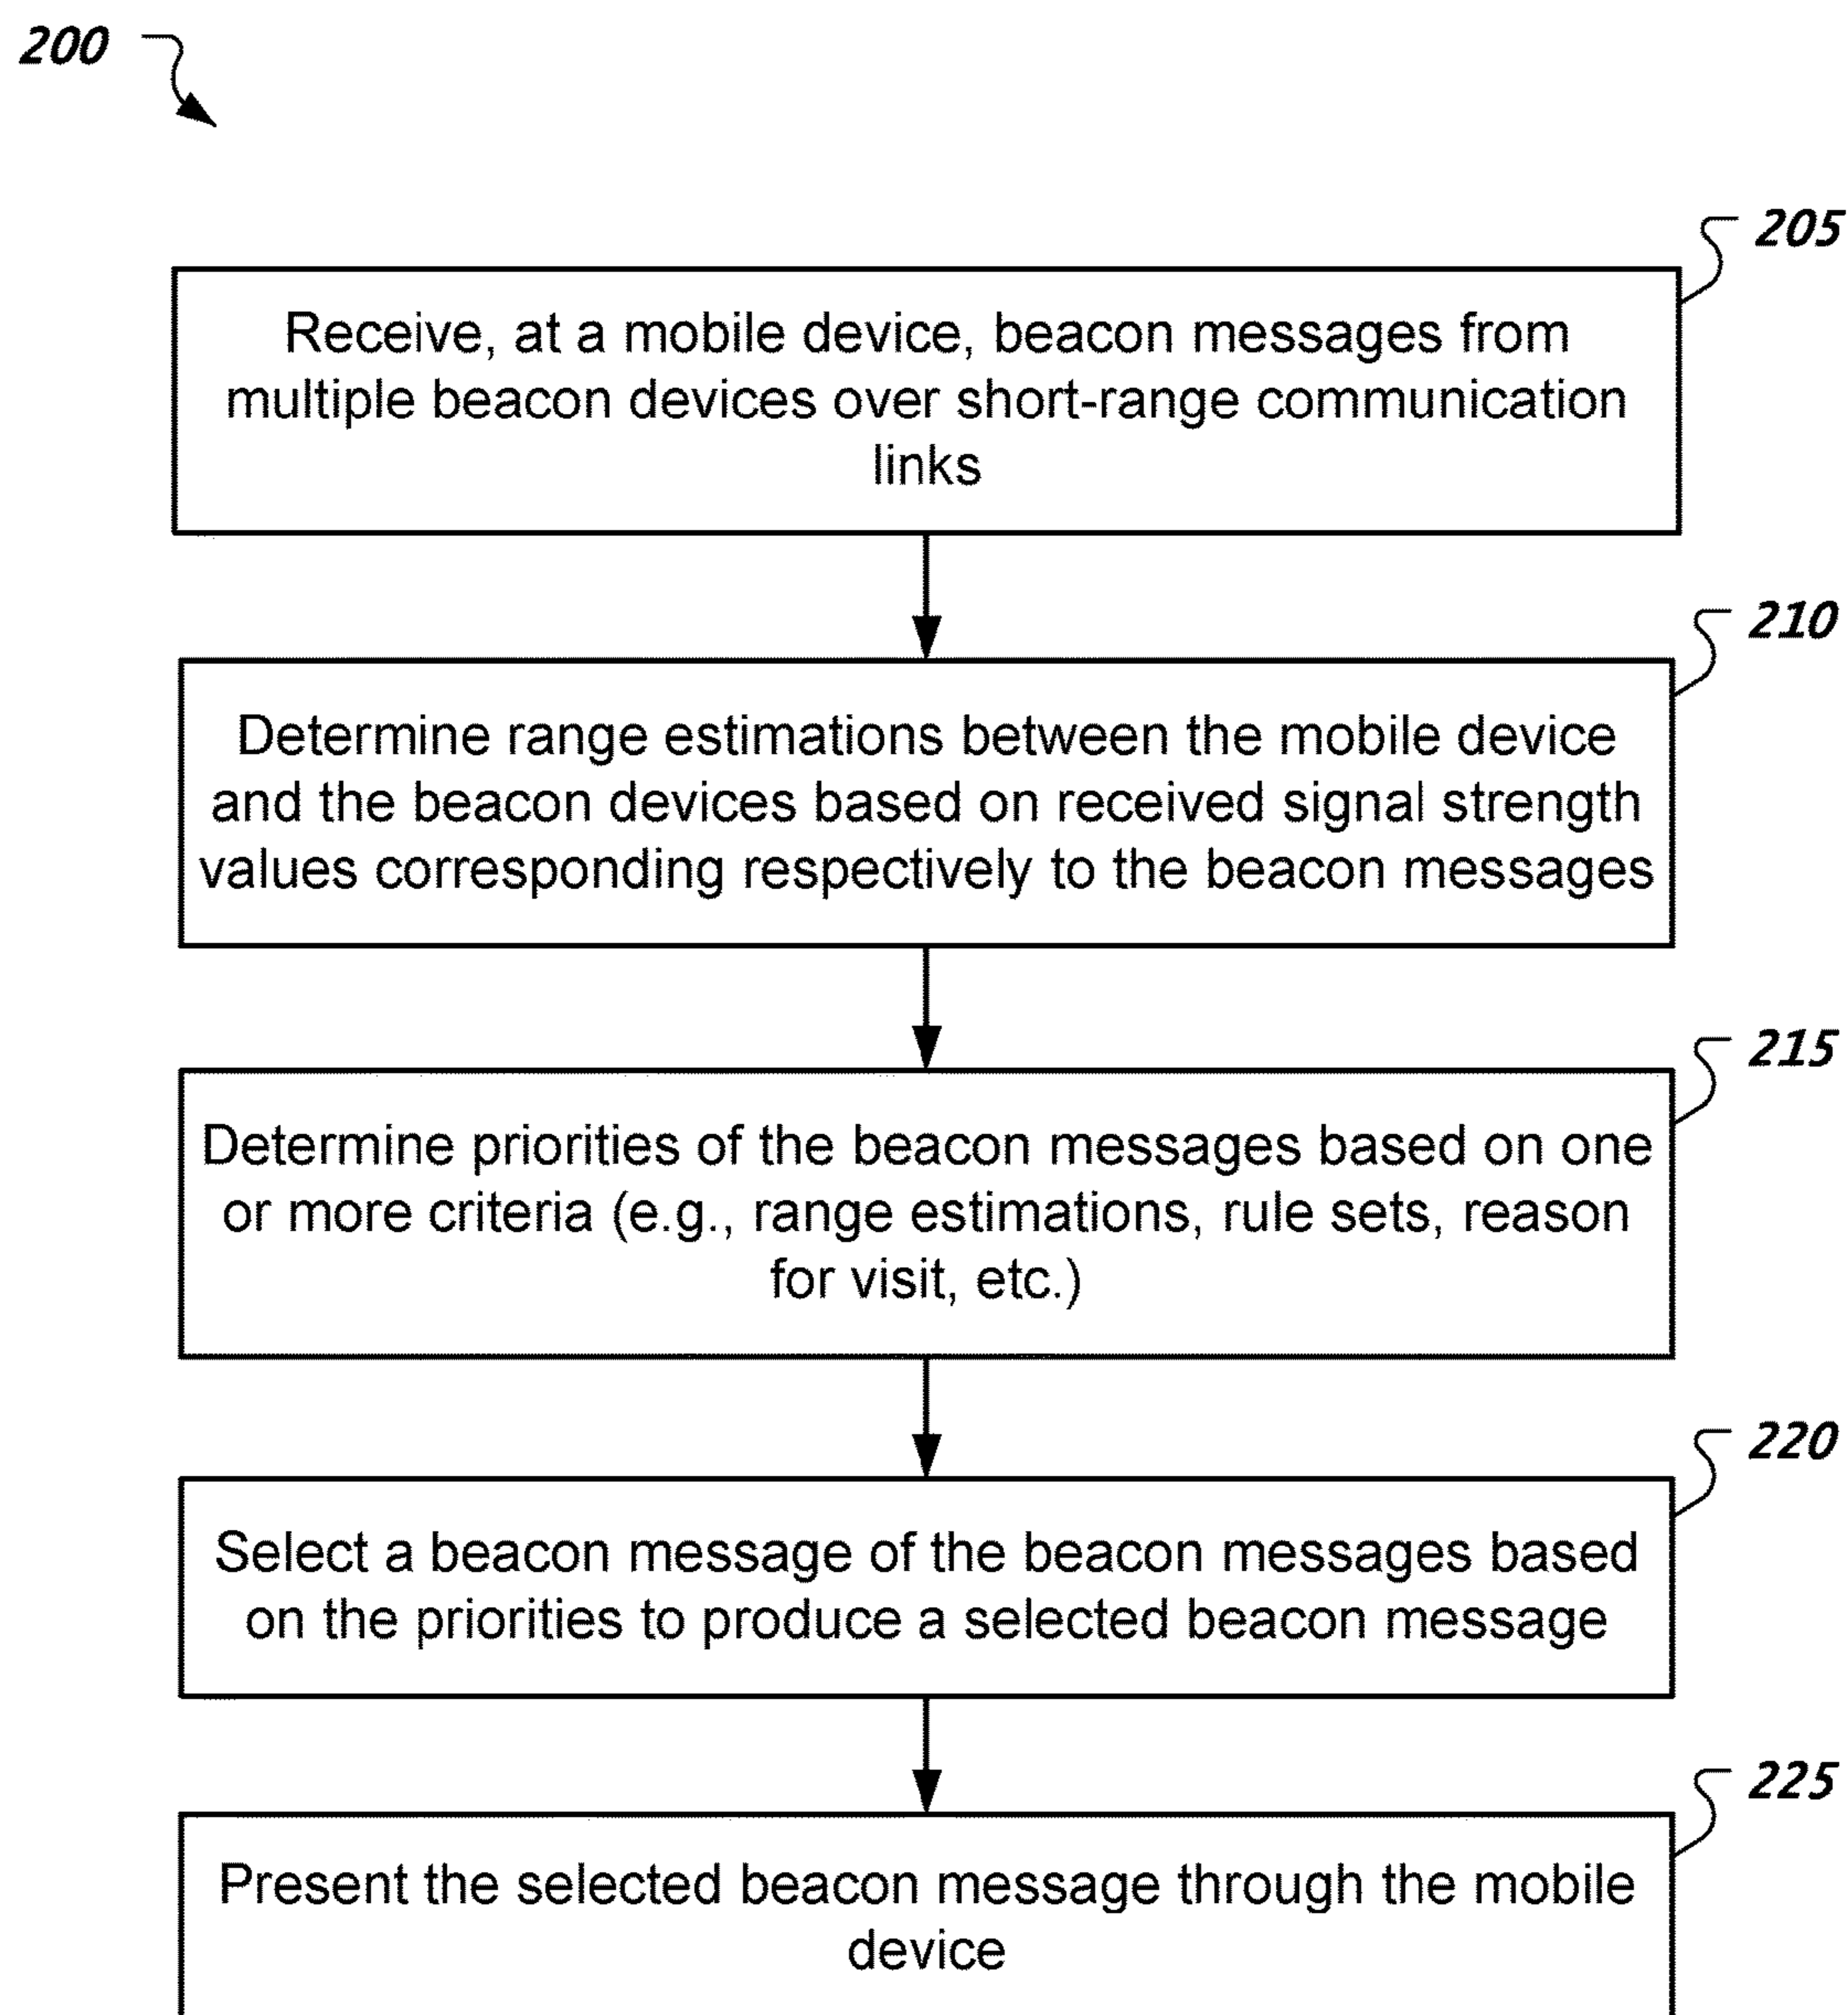 200
205
Receive, at a mobile device, beacon messages from
multiple beacon devices over short-range communication
links
210
Determine range estimations between the mobile device
and the beacon devices based on received signal strength
values corresponding respectively to the beacon messages
215
Determine priorities of the beacon messages based on one
or more criteria (e.g., range estimations, rule sets, reason
for visit, etc.)
220
Select a beacon message of the beacon messages based
on the priorities to produce a selected beacon message
225
Present the selected beacon message through the mobile
device